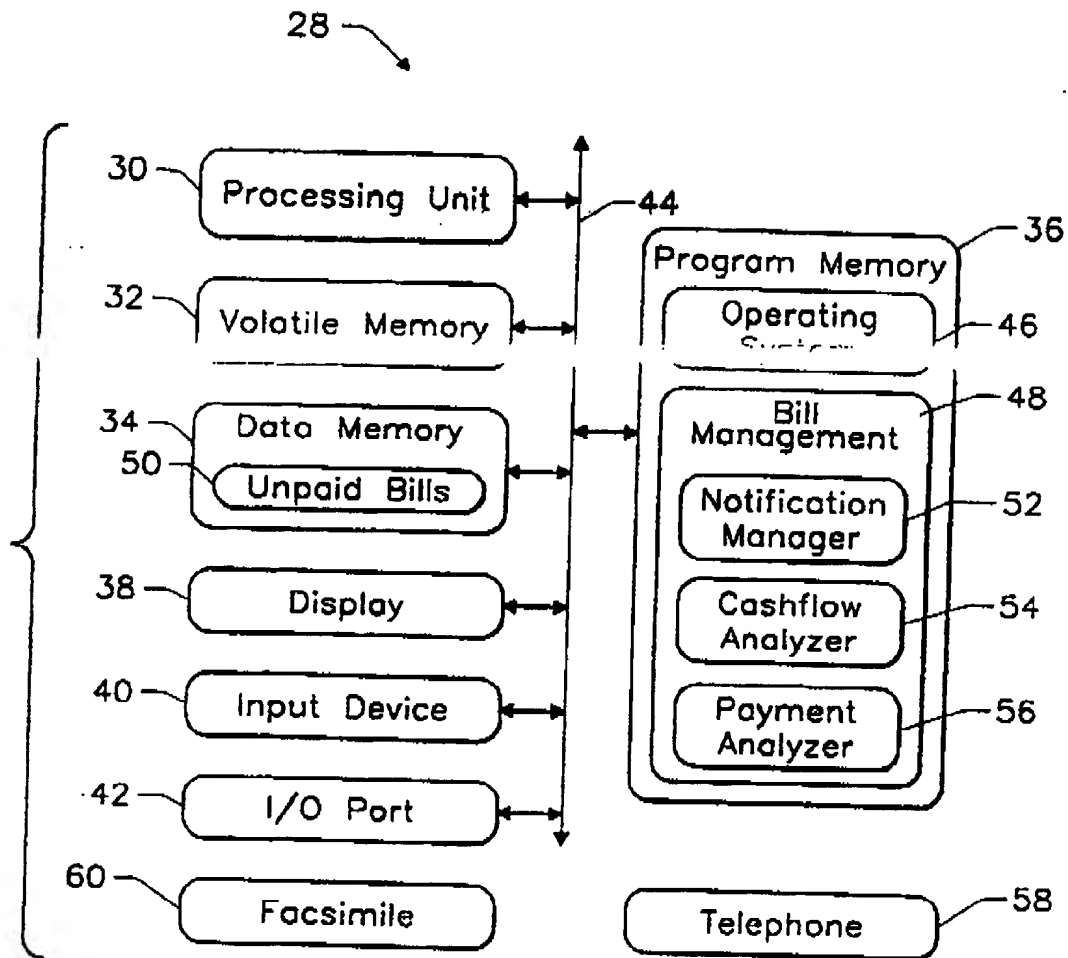 28
30
Processing Unit
44
36
Program Memory
32
Volatile Memory
Operating
46
34
Data Memory
50
Unpaid Bills
Bill
Management
48
Notification
Manager
52
38
Display
Cashflow
Analyzer
54
40
Input Device
Payment
Analyzer
56
42
I/O Port
60
Facsimile
Telephone
58